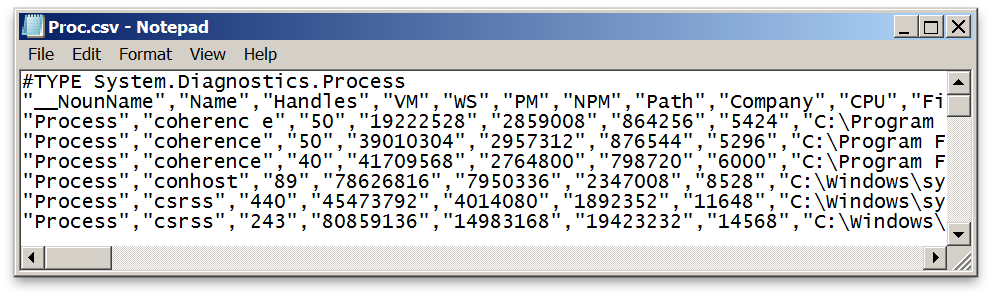 Proc.csv - Notepad
File Edit Format View Help
#TYPE System.Diagnostics.Process
"__NounName","Name","Handles","VM","WS","PM","NPM","Path","Company","CPU","Fi
"Process","coherenc e","50","19222528","2859008","864256","5424","C:\Program
"Process","coherence","50","39010304","2957312","876544","5296","C:\Program F
"Process","coherence","40","41709568","2764800","798720","6000","C:\Program F
"Process","conhost","89","78626816","7950336","2347008","8528","C:\Windows\sy
"Process","csrss","440","45473792","4014080","1892352","11648","C:\Windows\sy
"Process","csrss","243","80859136","14983168","19423232","14568","C:\Windows\